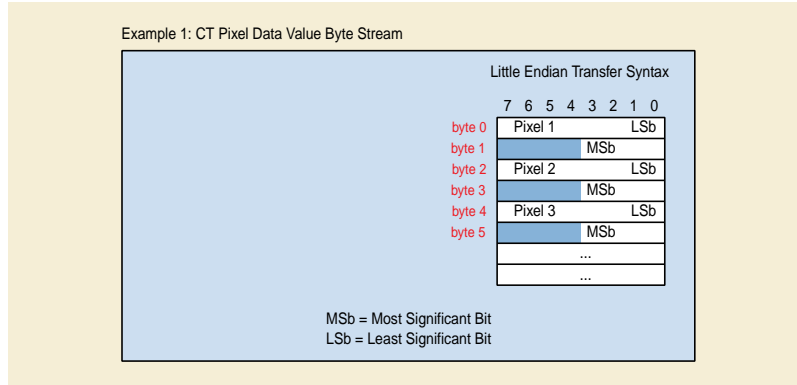 Example 1: CT Pixel Data Value Byte Stream
Little Endian Transfer Syntax
7 6 5 4 3 2 1 0
byte 0 Pixel 1 LSb
byte 1 MSb
byte 2 Pixel 2 LSb
byte 3 MSb
byte 4 Pixel 3 LSb
byte 5 MSb
...
...
MSb = Most Significant Bit
LSb = Least Significant Bit